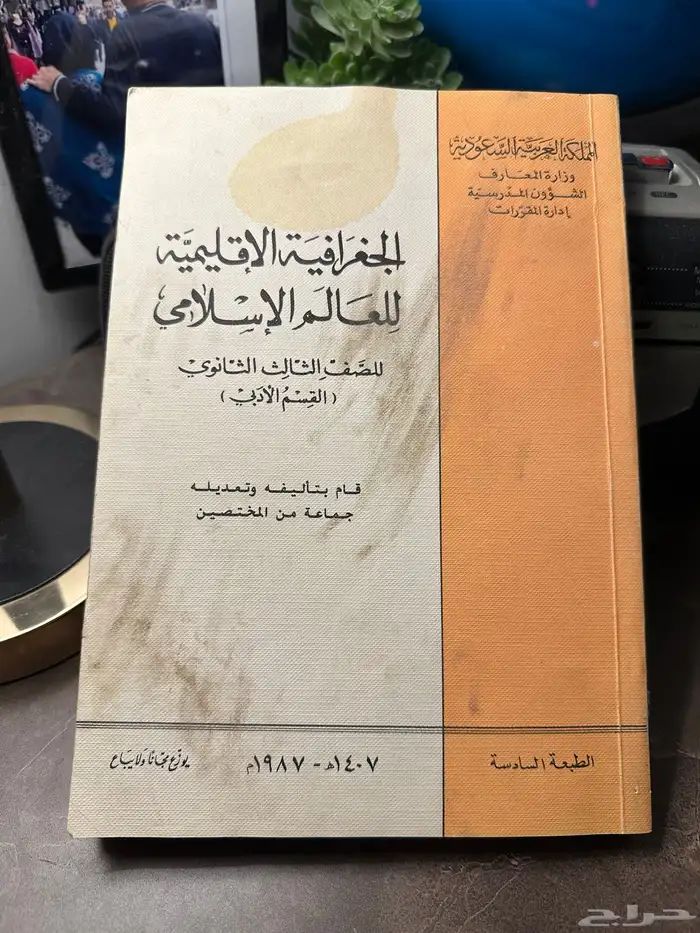 المملكة العربية السعودية
وزارة المعارف
الشؤون المدرسية
إدارة المقررات
الجغرافية الإقليمية
للعالم الإسلامي
للصف الثالث الثانوي
( القسم الأدبي )
قام بتأليفه وتعديله
جماعة من المختصين
الطبعة السادسة
١٤٠٧هـ - ١٩٨٧م
يوزع مجانا ولا يباع
حراج